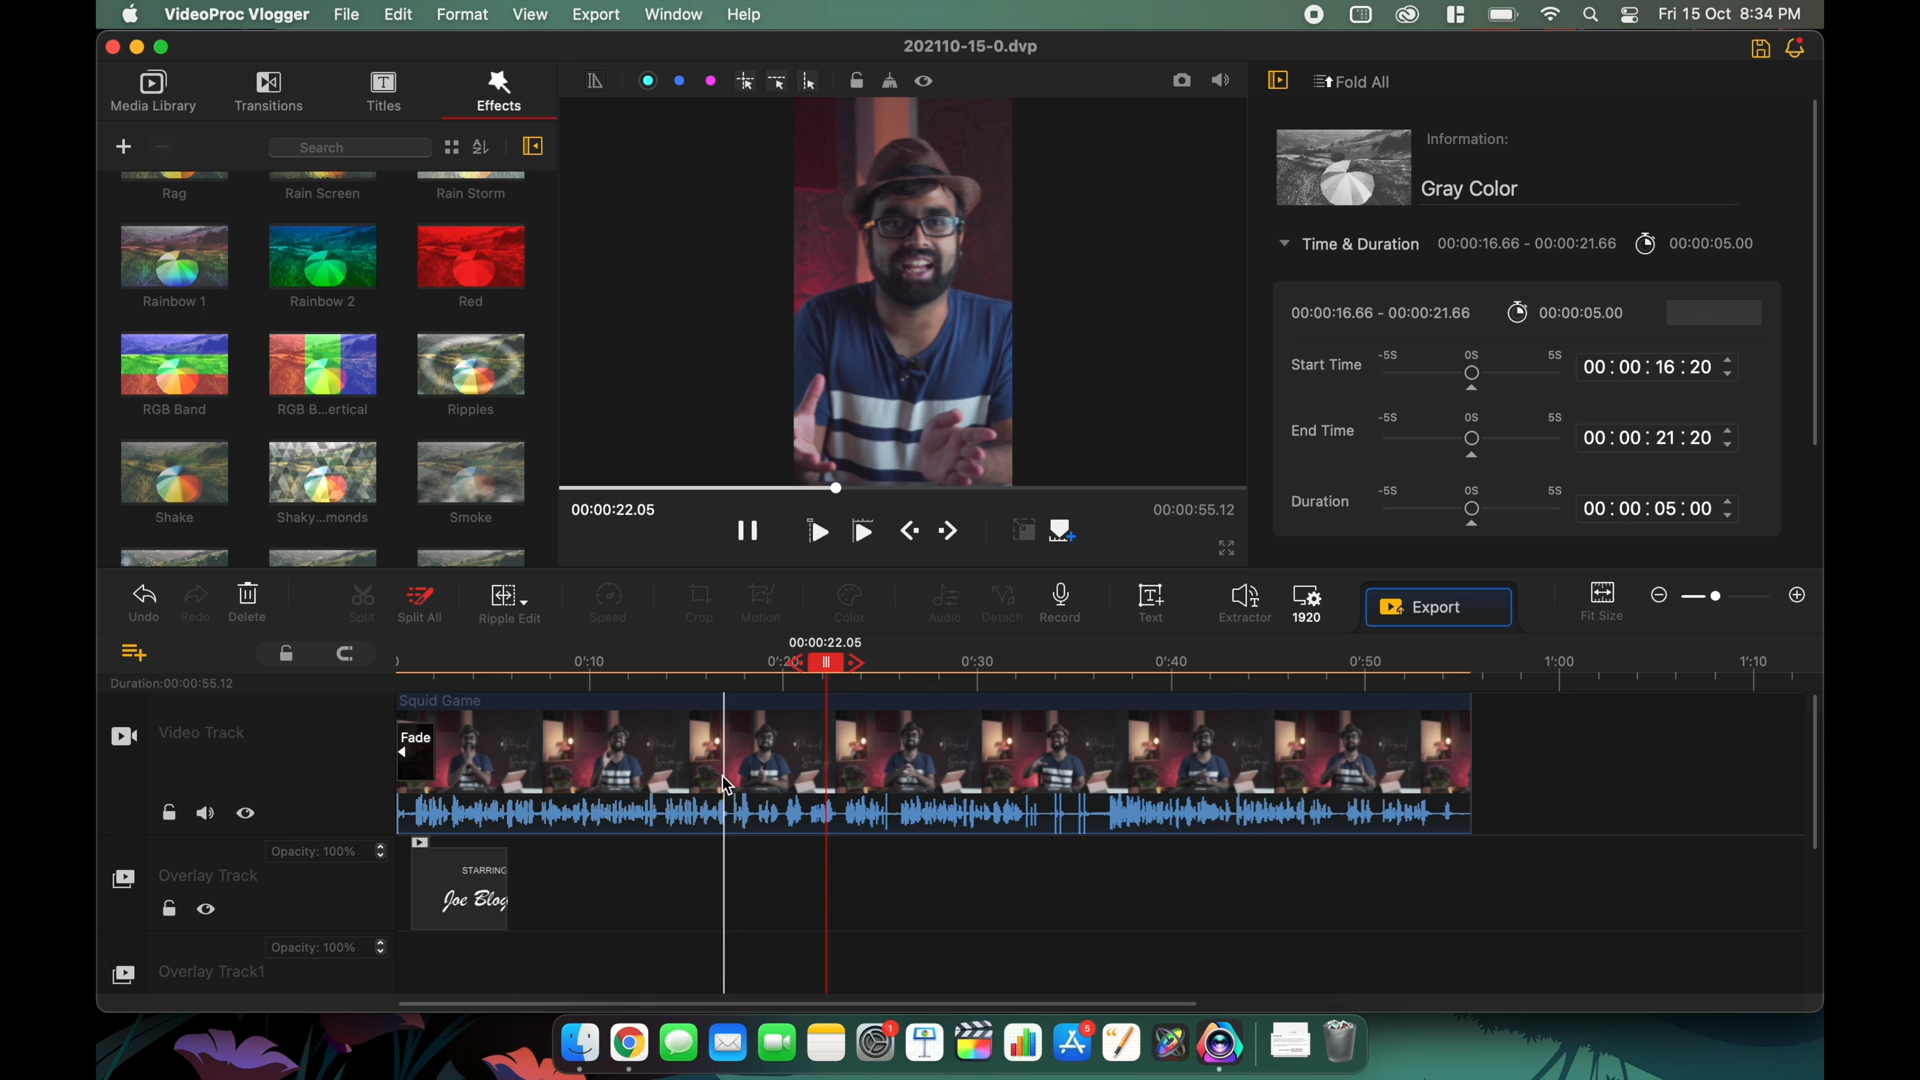 VideoProc Vlogger File Edit Format View Export Window Help
Fri 15 Oct 8:34 PM
202110-15-0.dvp
Media Library Transitions Titles Effects
Search
Rag Rain Screen Rain Storm
Rainbow 1 Rainbow 2 Red
RGB Band RGB B...ertical Ripples
Shake Shaky...monds Smoke
00:00:22.05 00:00:55.12
Fold All
Information:
Gray Color
Time & Duration 00:00:16.66 - 00:00:21.66 00:00:05.00
00:00:16.66 - 00:00:21.66 00:00:05.00
Start Time -5S 0S 5S 00:00:16:20
End Time -5S 0S 5S 00:00:21:20
Duration -5S 0S 5S 00:00:05:00
Undo Redo Delete Split Split All Ripple Edit Speed Crop Motion Color Audio Detach Record Text Extractor 1920 Export Fit Size
00:00:22.05
0'10 0'20 0'30 0'40 0'50 1'00 1'10
Duration:00:00:55.12
Squid Game
Video Track
Fade
Opacity: 100%
Overlay Track
STARRING
Joe Blog
Opacity: 100%
Overlay Track1
1
5